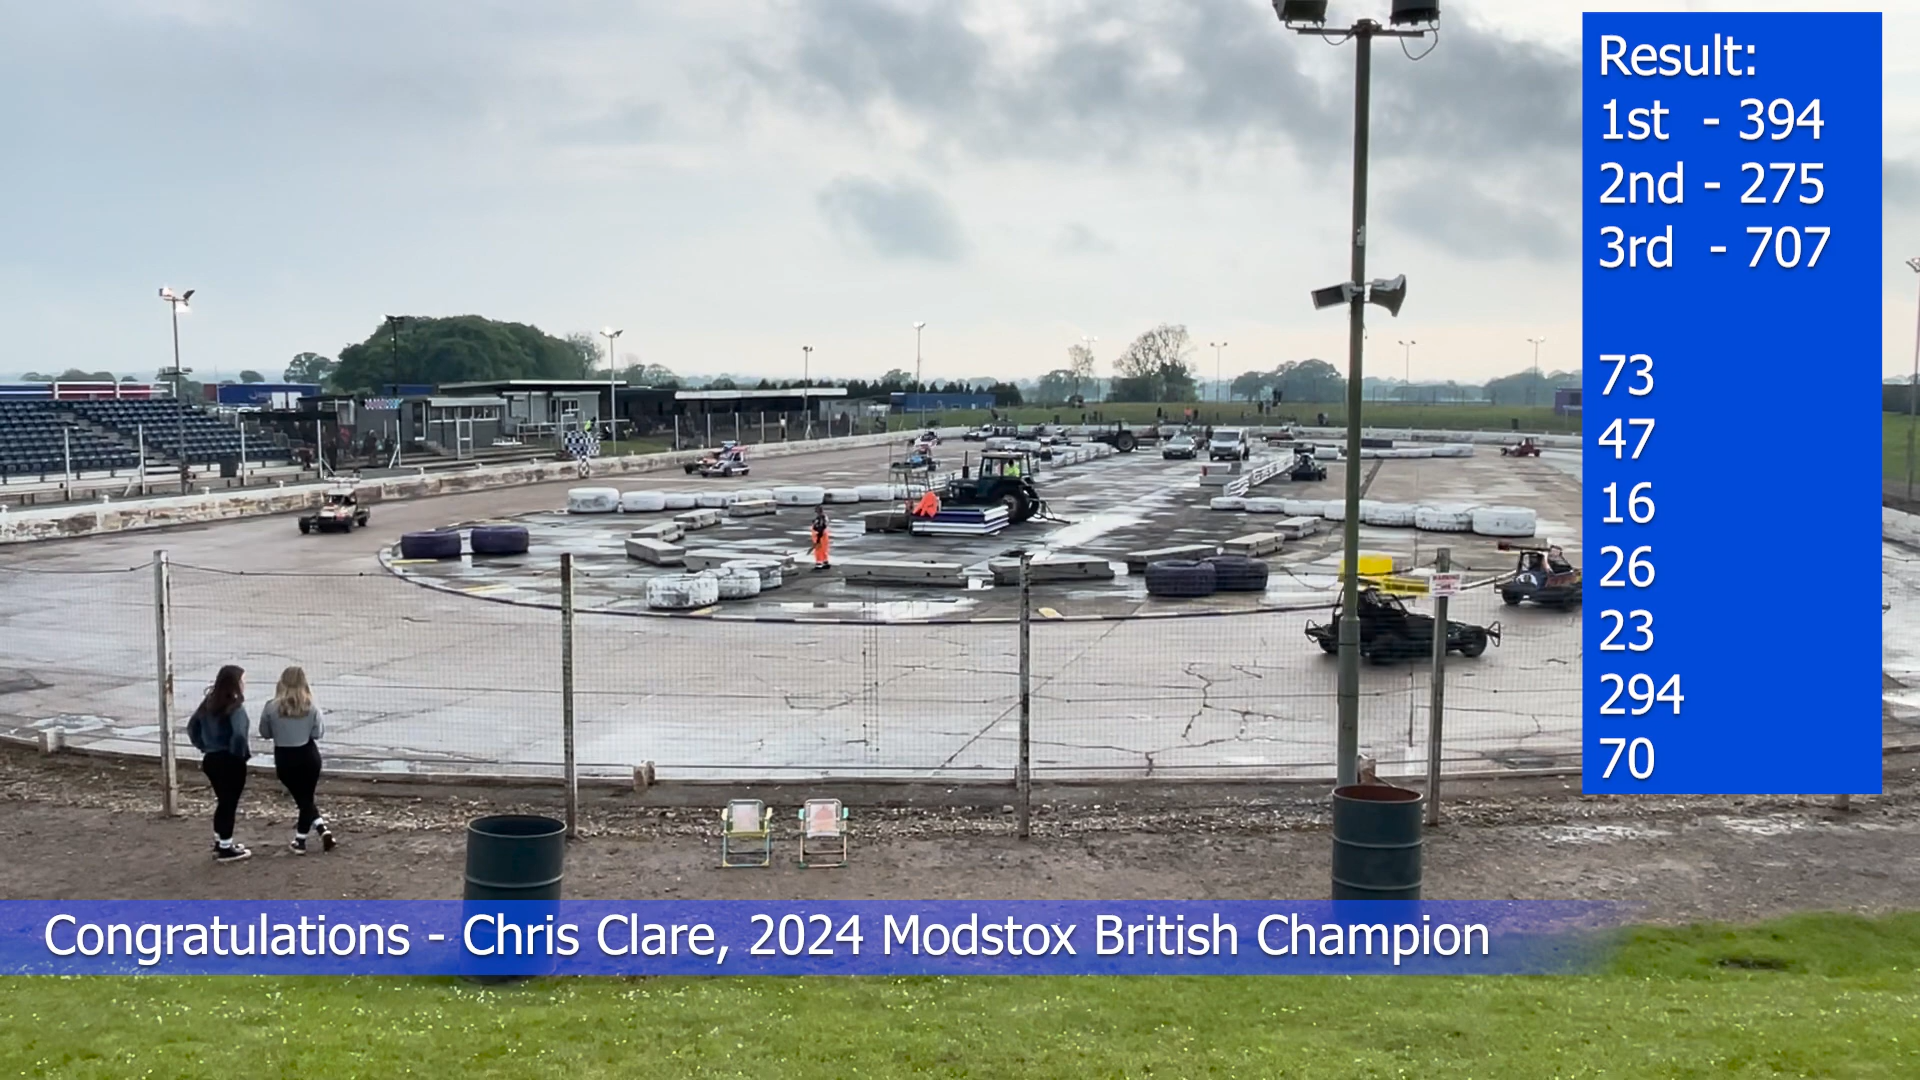 Result:
1st - 394
2nd - 275
3rd - 707
73
47
16
26
23
294
70
Congratulations - Chris Clare, 2024 Modstox British Champion